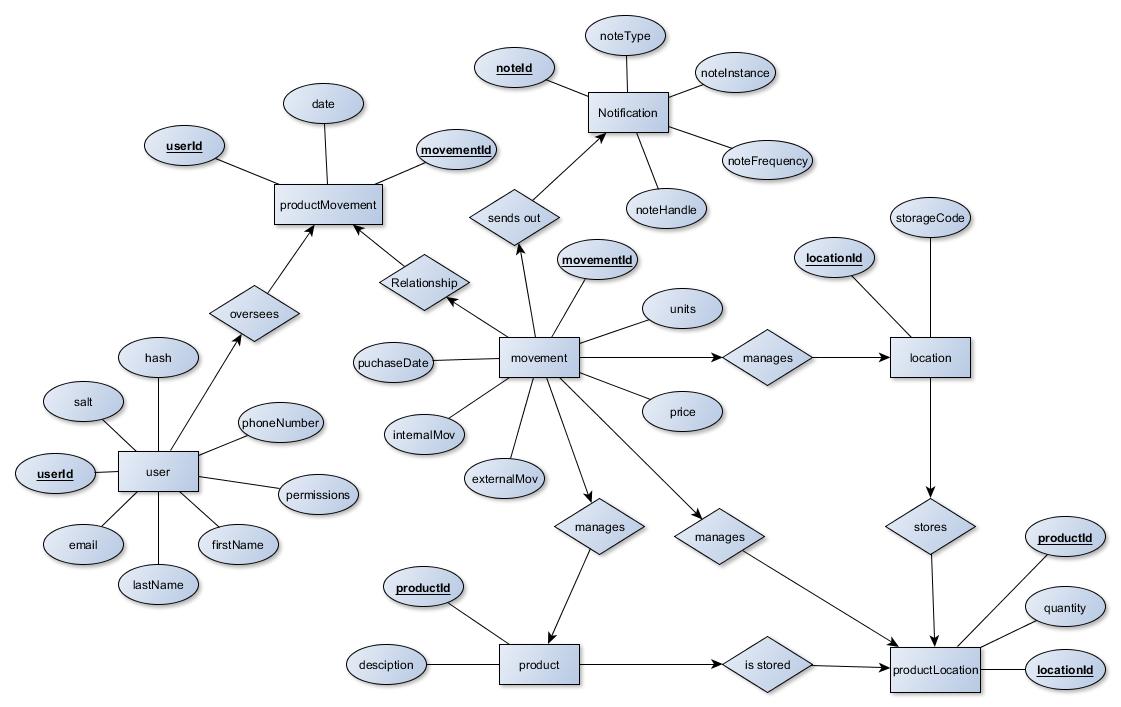 noteType
noteId
noteInstance
date
Notification
userId
movementId
noteFrequency
productMovement
sends out
noteHandle
storageCode
movementId
locationId
Relationship
oversees
units
hash
puchaseDate
movement
manages
location
salt
phoneNumber
internalMov
price
userId
user
externalMov
permissions
email
firstName
manages
manages
stores
productId
lastName
productId
quantity
desciption
product
is stored
productLocation
locationId